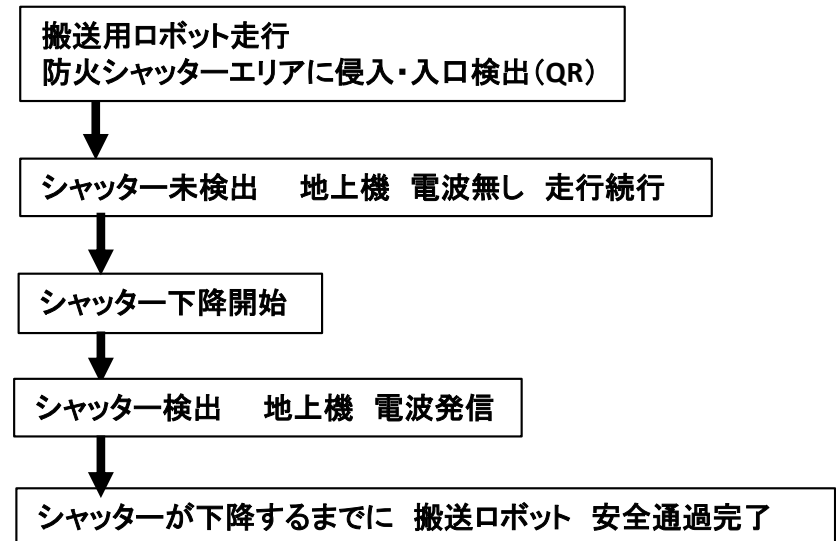 搬送用ロボット走行
防火シャッターエリアに侵入・入口検出(QR)
シャッター未検出　地上機　電波無し　走行続行
シャッター下降開始
シャッター検出　地上機　電波発信
シャッターが下降するまでに　搬送ロボット　安全通過完了